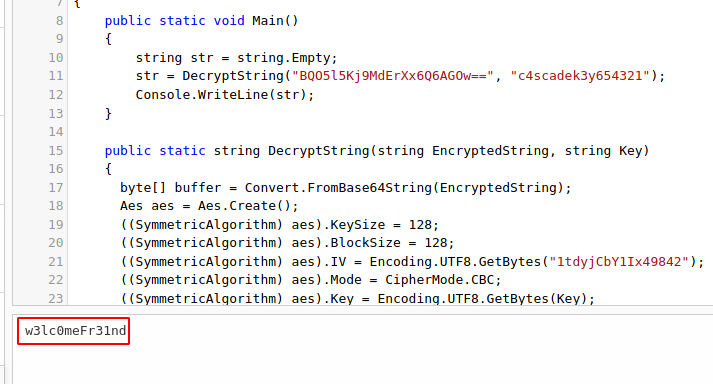 7 {
8 public static void Main()
9 {
10 string str = string.Empty;
11 str = DecryptString("BQO5l5Kj9MdErXx6Q6AGOw==", "c4scadek3y654321");
12 Console.WriteLine(str);
13 }
14
15 public static string DecryptString(string EncryptedString, string Key)
16 {
17 byte[] buffer = Convert.FromBase64String(EncryptedString);
18 Aes aes = Aes.Create();
19 ((SymmetricAlgorithm) aes).KeySize = 128;
20 ((SymmetricAlgorithm) aes).BlockSize = 128;
21 ((SymmetricAlgorithm) aes).IV = Encoding.UTF8.GetBytes("1tdyjCbY1Ix49842");
22 ((SymmetricAlgorithm) aes).Mode = CipherMode.CBC;
23 ((SymmetricAlgorithm) aes).Key = Encoding.UTF8.GetBytes(Key);
w3lc0meFr31nd